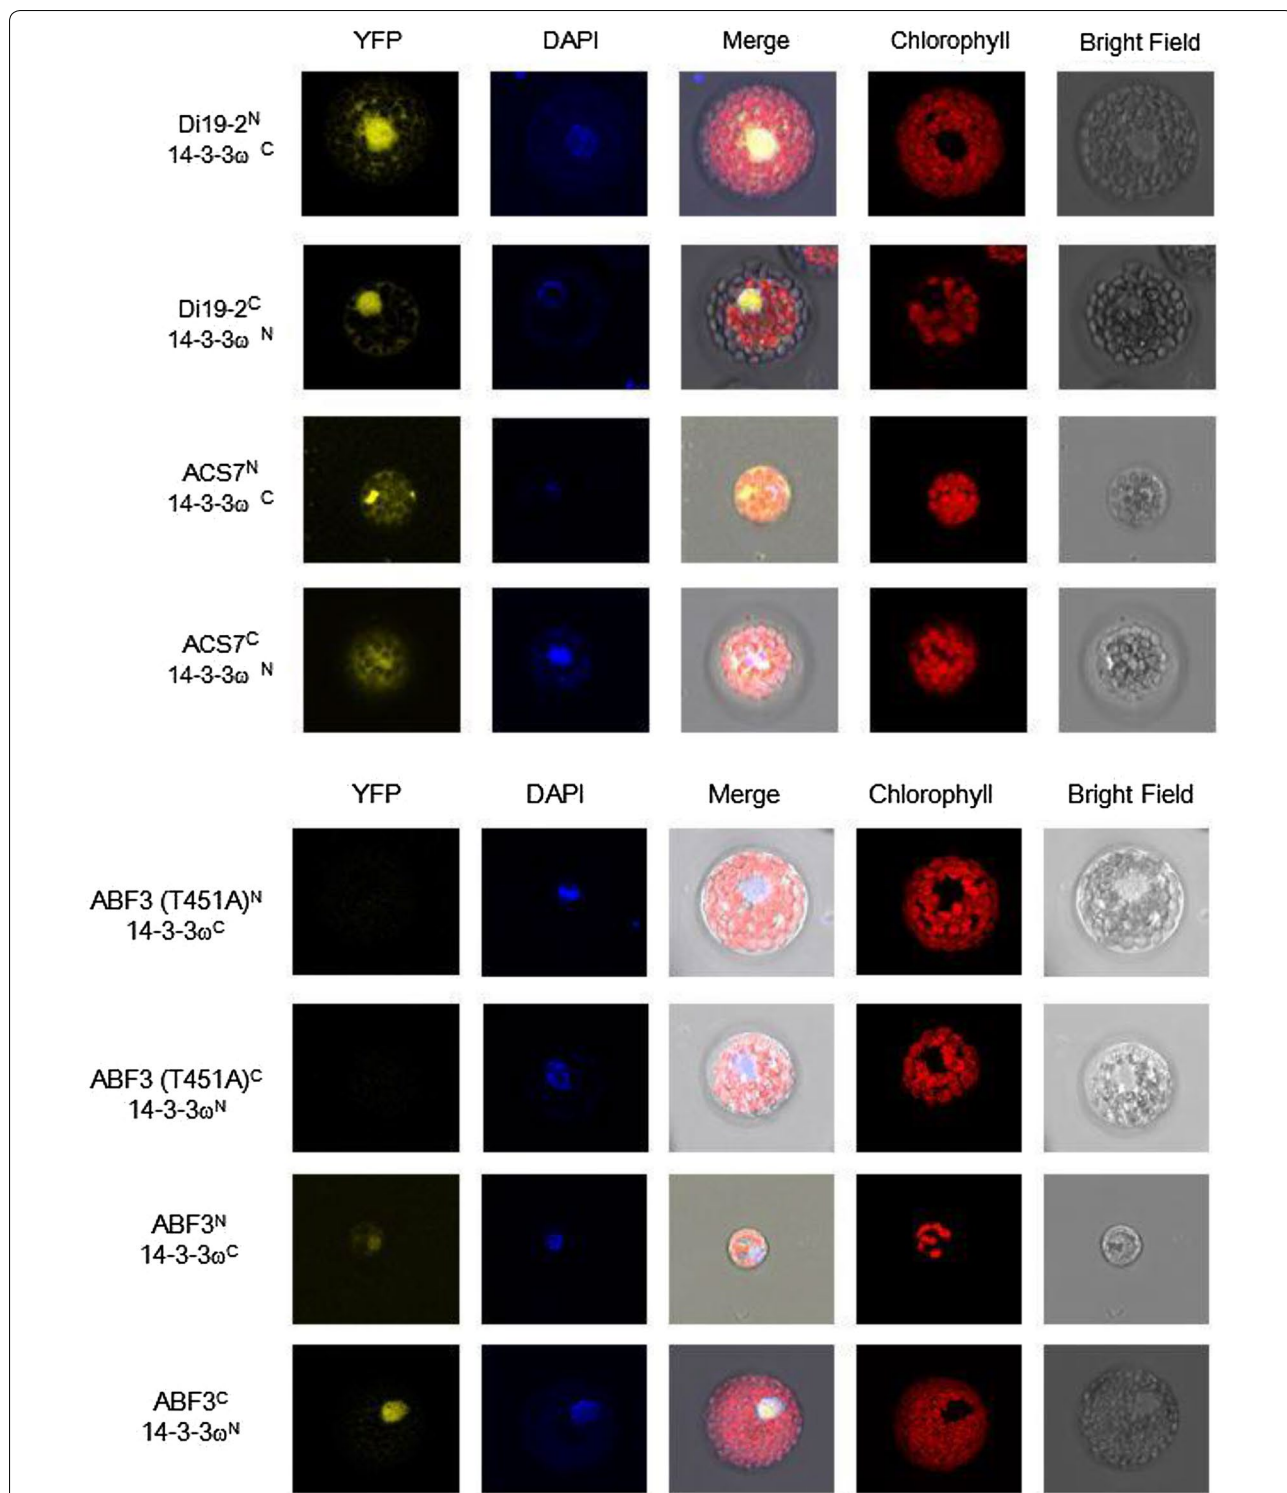 YFP DAPI Merge Chlorophyll Bright Field
Di19-2ᴺ
14-3-3ω ᶜ
Di19-2ᶜ
14-3-3ω ᴺ
ACS7ᴺ
14-3-3ω ᶜ
ACS7ᶜ
14-3-3ω ᴺ
YFP DAPI Merge Chlorophyll Bright Field
ABF3 (T451A)ᴺ
14-3-3ωᶜ
ABF3 (T451A)ᶜ
14-3-3ωᴺ
ABF3ᴺ
14-3-3ωᶜ
ABF3ᶜ
14-3-3ωᴺ